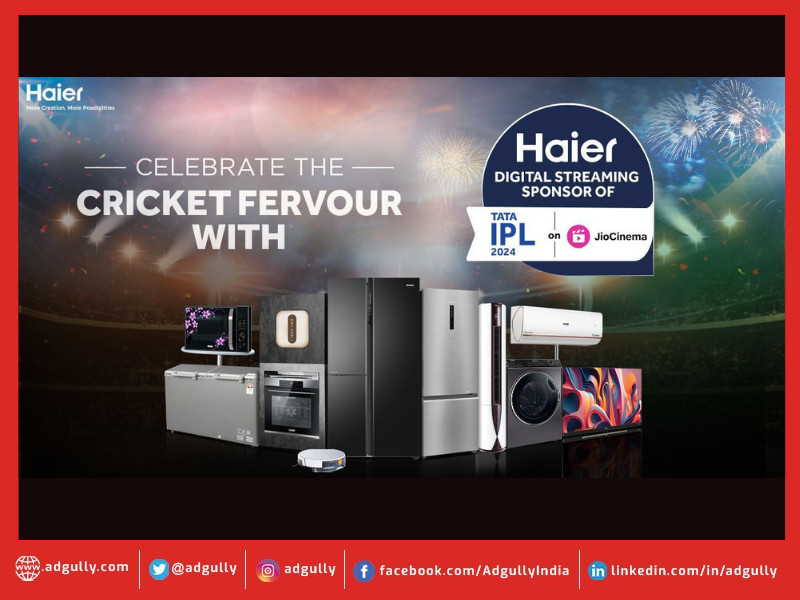 Haier
More Creation, More Possibilities
CELEBRATE THE
CRICKET FERVOUR
WITH
Haier
DIGITAL STREAMING
SPONSOR OF
TATA
IPL
2024
on
JioCinema
www.adgully.com
@adgully
adgully
facebook.com/AdgullyIndia
linkedin.com/in/adgully